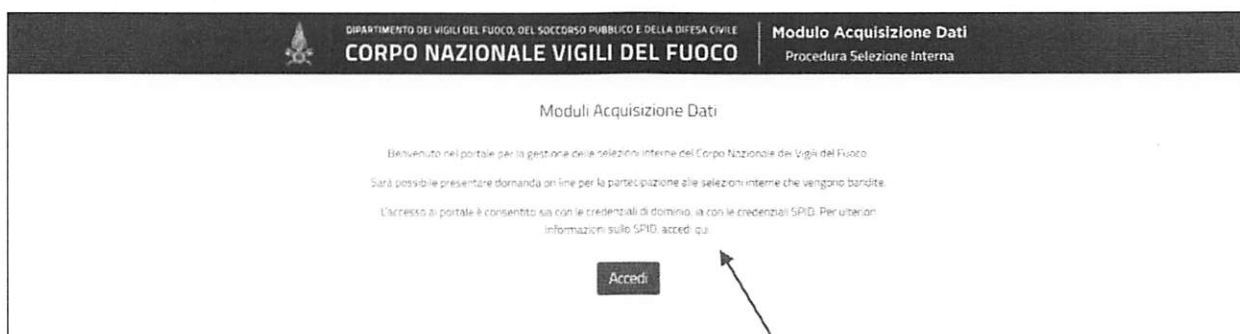 DIPARTIMENTO DEI VIGILI DEL FUOCO, DEL SOCCORSO PUBBLICO E DELLA DIFESA CIVILE
CORPO NAZIONALE VIGILI DEL FUOCO
Modulo Acquisizione Dati
Procedura Selezione Interna
Moduli Acquisizione Dati
Benvenuto nel portale per la gestione delle selezioni interne del Corpo Nazionale dei Vigili del Fuoco.
Sarà possibile presentare domanda on line per la partecipazione alle selezioni interne che vengono bandite.
L'accesso al portale è consentito sia con le credenziali di dominio, ia con le credenziali SPID. Per ulteriori
informazioni sullo SPID, accedi qui
Accedi